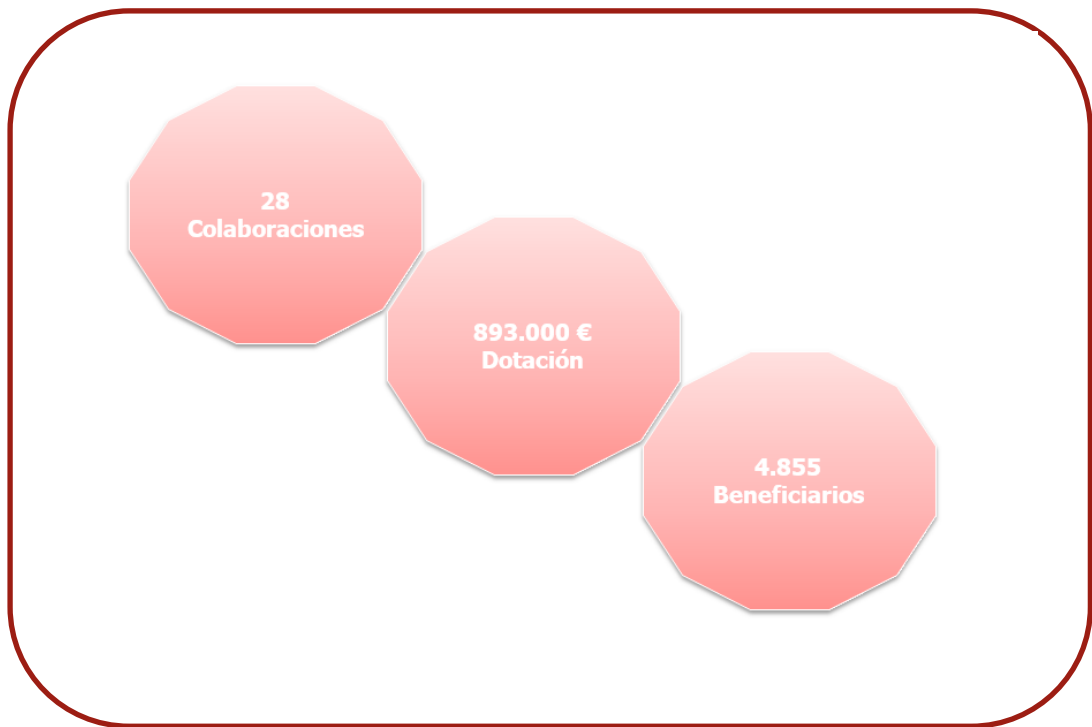 28
Colaboraciones
893.000 €
Dotación
4.855
Beneficiarios